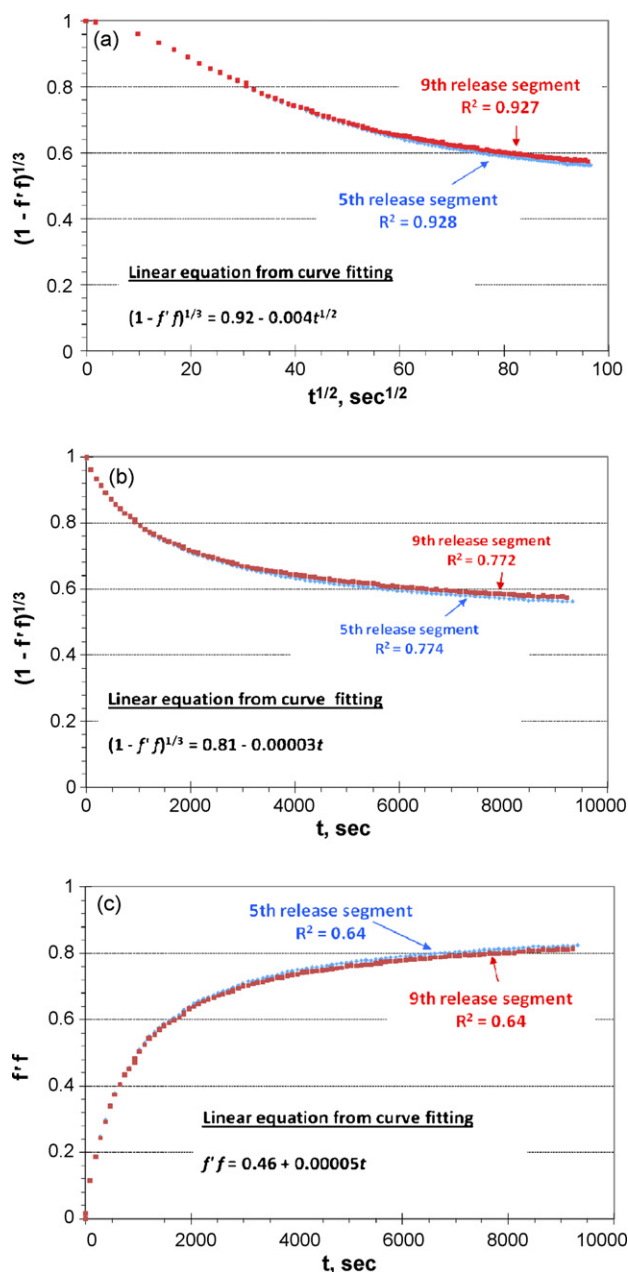 (a)
1
0.8
0.6
0.4
0.2
0
(1 - f' f)1/3
9th release segment
R2 = 0.927
5th release segment
R2 = 0.928
Linear equation from curve fitting
(1 - f' f)1/3 = 0.92 - 0.004t1/2
0 20 40 60 80 100
t1/2, sec1/2
(b)
1
0.8
0.6
0.4
0.2
0
(1 - f' f)1/3
9th release segment
R2 = 0.772
5th release segment
R2 = 0.774
Linear equation from curve fitting
(1 - f' f)1/3 = 0.81 - 0.00003t
0 2000 4000 6000 8000 10000
t, sec
(c)
1
0.8
0.6
0.4
0.2
0
f' f
5th release segment
R2 = 0.64
9th release segment
R2 = 0.64
Linear equation from curve fitting
f' f = 0.46 + 0.00005t
0 2000 4000 6000 8000 10000
t, sec